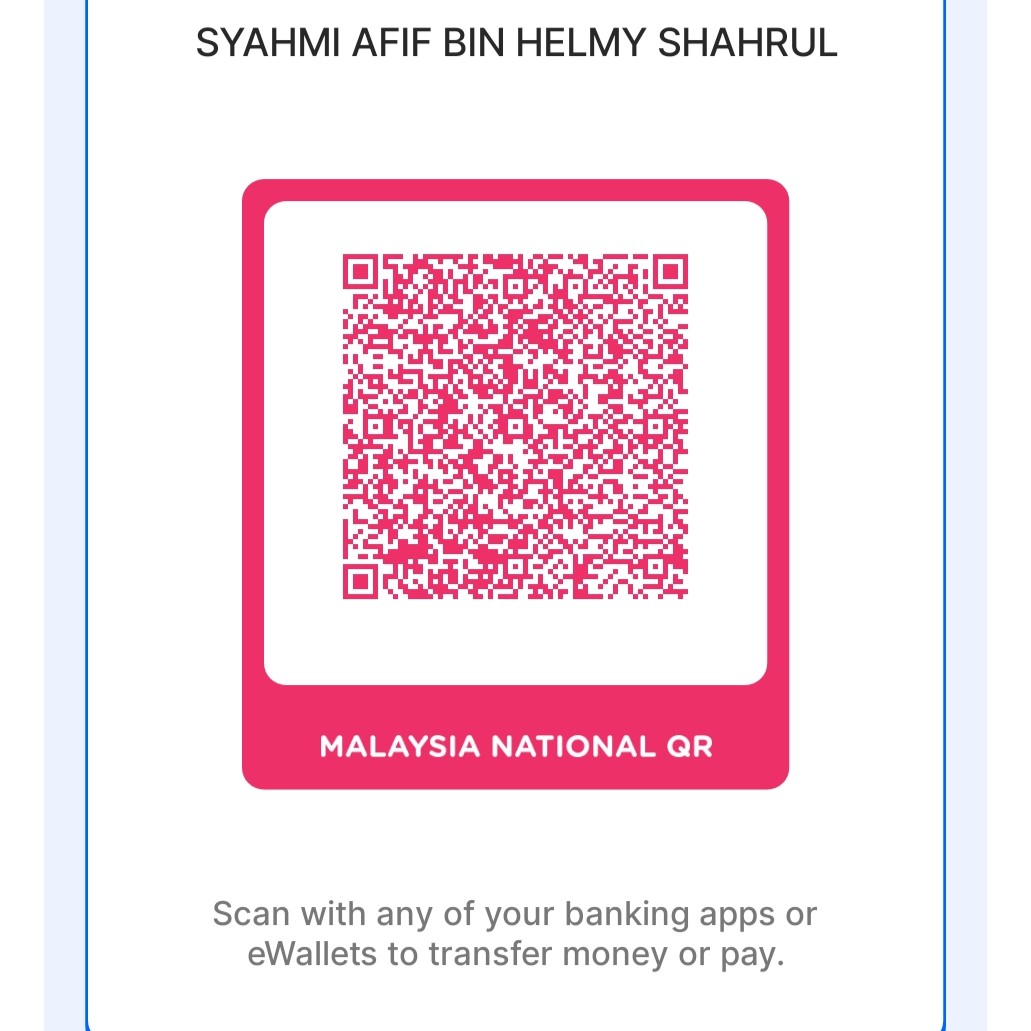 SYAHMI AFIF BIN HELMY SHAHRUL
MALAYSIA NATIONAL QR
Scan with any of your banking apps or
eWallets to transfer money or pay.